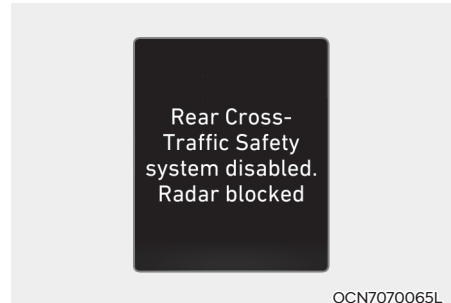 Rear Cross-
Traffic Safety
system disabled.
Radar blocked
OCN7070065L